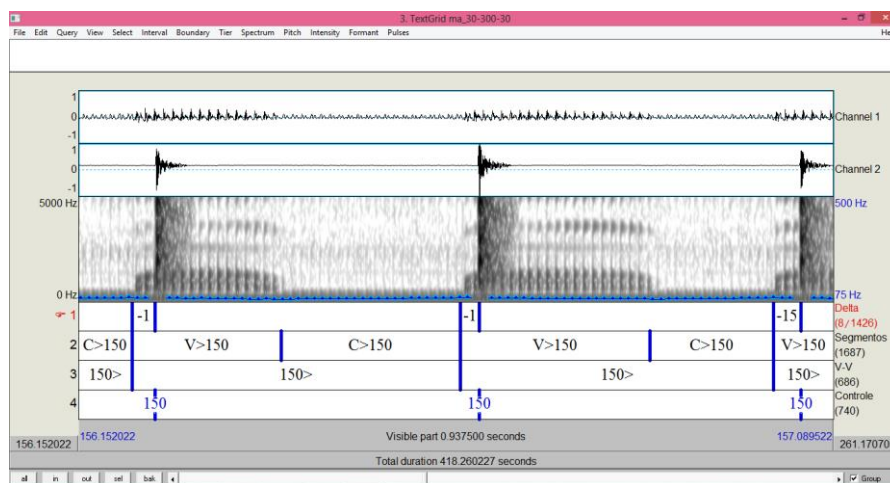 3. TextGrid ma_30-300-30
File Edit Query View Select Interval Boundary Tier Spectrum Pitch Intensity Formant Pulses He
1
0
-1
Channel 1
1
0
-1
Channel 2
5000 Hz 500 Hz
0 Hz 75 Hz
1 -1 -1 -15 Delta
(8/1426)
2 C>150 V>150 C>150 V>150 C>150 V>150 Segmentos
(1687)
3 150> 150> 150> 150> V-V
(686)
4 150 150 150 Controle
(740)
156.152022 Visible part 0.937500 seconds 157.089522
156.152022 261.17070
Total duration 418.260227 seconds
all in out sel bak Group